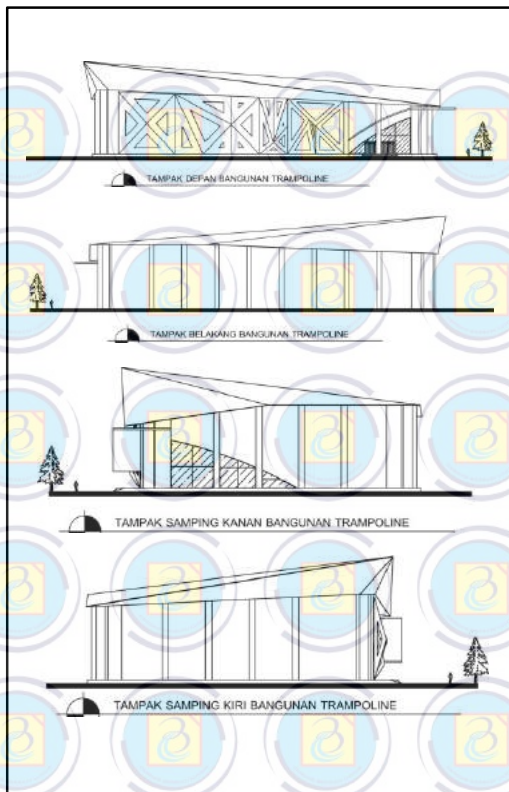 TAMPAK DEPAN BANGUNAN TRAMPOLINE
TAMPAK BELAKANG BANGUNAN TRAMPOLINE
TAMPAK SAMPING KANAN BANGUNAN TRAMPOLINE
TAMPAK SAMPING KIRI BANGUNAN TRAMPOLINE